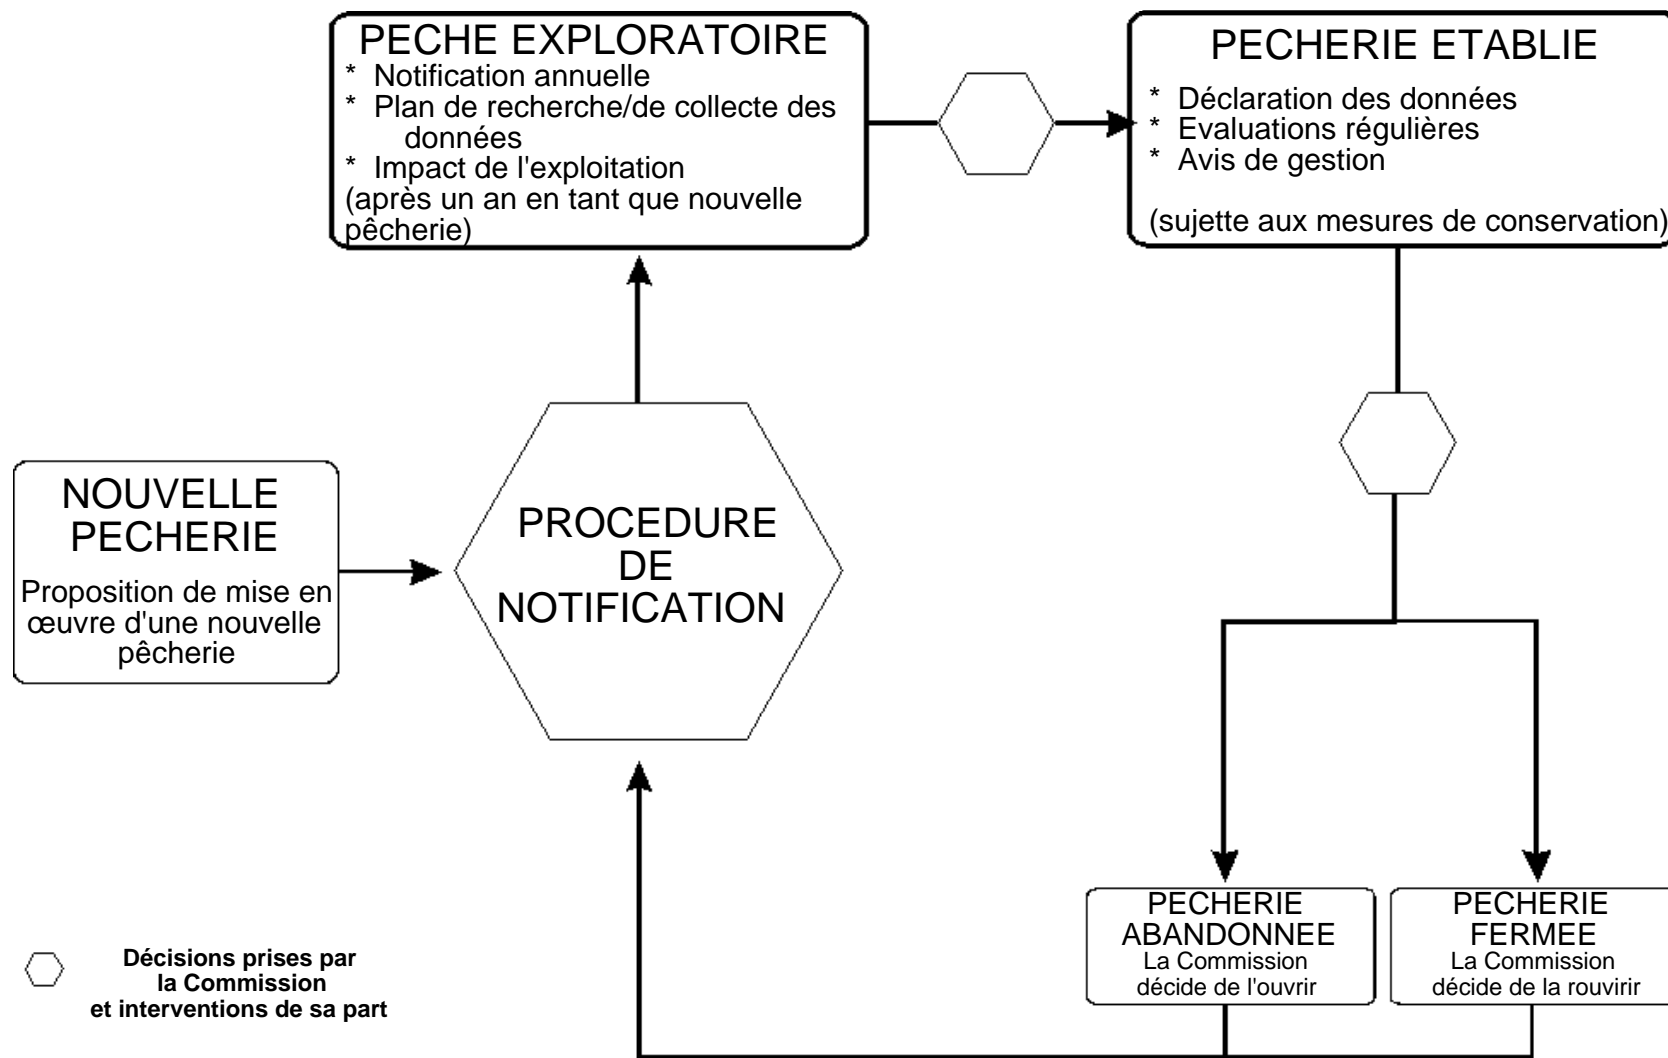 PECHE EXPLORATOIRE
* Notification annuelle
* Plan de recherche/de collecte des
données
* Impact de l'exploitation
(après un an en tant que nouvelle
pêcherie)
PECHERIE ETABLIE
* Déclaration des données
* Evaluations régulières
* Avis de gestion
(sujette aux mesures de conservation)
NOUVELLE
PECHERIE
Proposition de mise en
œuvre d'une nouvelle
pêcherie
PROCEDURE
DE
NOTIFICATION
PECHERIE
ABANDONNEE
La Commission
décide de l'ouvrir
PECHERIE
FERMEE
La Commission
décide de la rouvirir
Décisions prises par
la Commission
et interventions de sa part